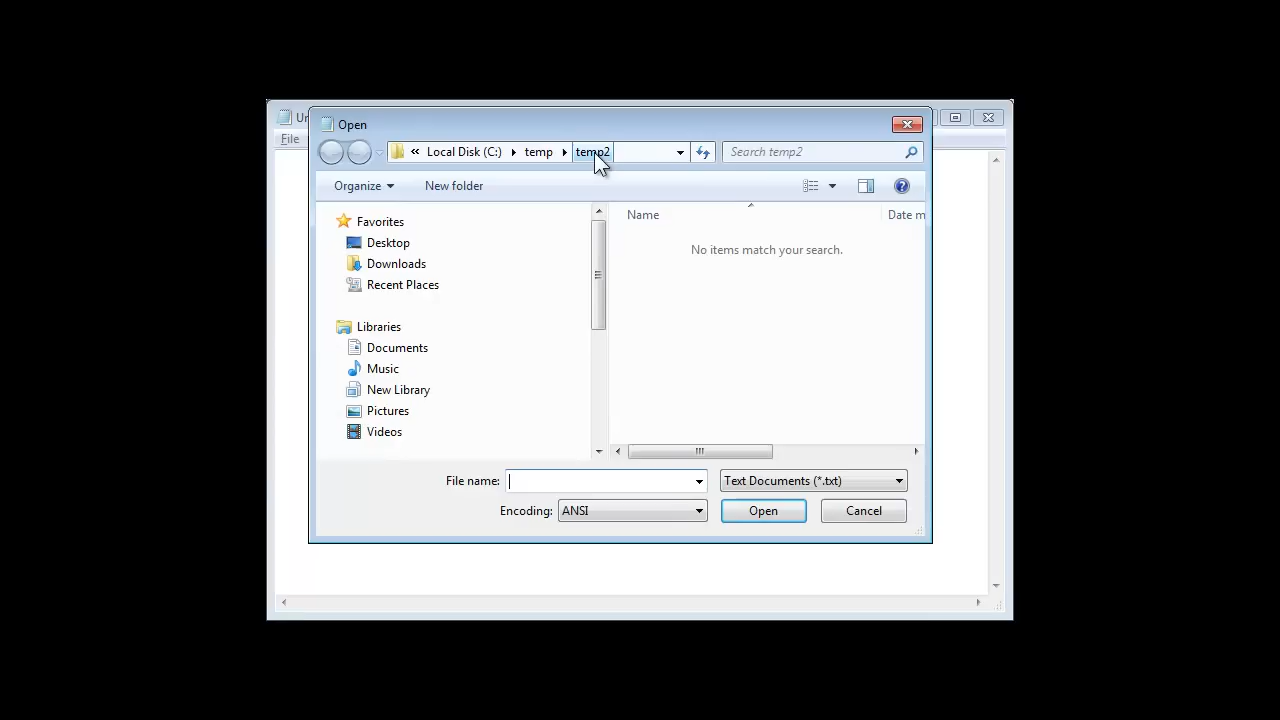 Open
« Local Disk (C:) temp temp2
Search temp2
Un
File
Organize
New folder
Favorites
Desktop
Downloads
Recent Places
Libraries
Documents
Music
New Library
Pictures
Videos
Name
Date m
No items match your search.
File name:
Text Documents (*.txt)
Encoding:
ANSI
Open
Cancel